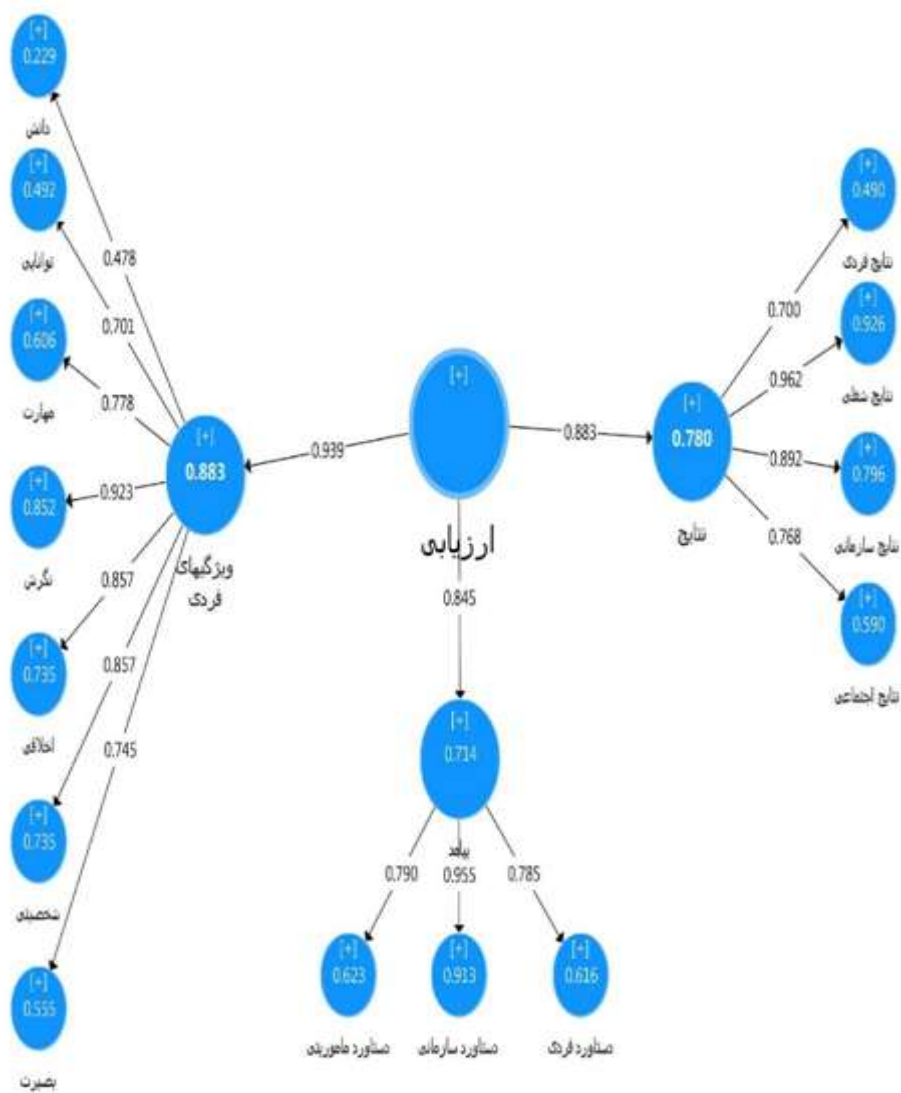 [+]
0.229
دانش
[+]
0.492
توانایی
[+]
0.606
مهارت
[+]
0.852
نگرش
[+]
0.735
اخلاقی
[+]
0.735
شخصیتی
[+]
0.555
بصیرت
0.478
0.701
0.778
0.923
0.857
0.857
0.745
[+]
0.883
ویژگیهای
فردی
0.939
[+]
ارزیابی
0.883
0.845
[+]
0.780
نتایج
0.700
0.962
0.892
0.768
[+]
0.490
نتایج فردی
[+]
0.926
نتایج شغلی
[+]
0.796
نتایج سازمانی
[+]
0.590
نتایج اجتماعی
[+]
0.714
پیامد
0.790
0.955
0.785
[+]
0.623
دستاورد ماموریتی
[+]
0.913
دستاورد سازمانی
[+]
0.616
دستاورد فردی